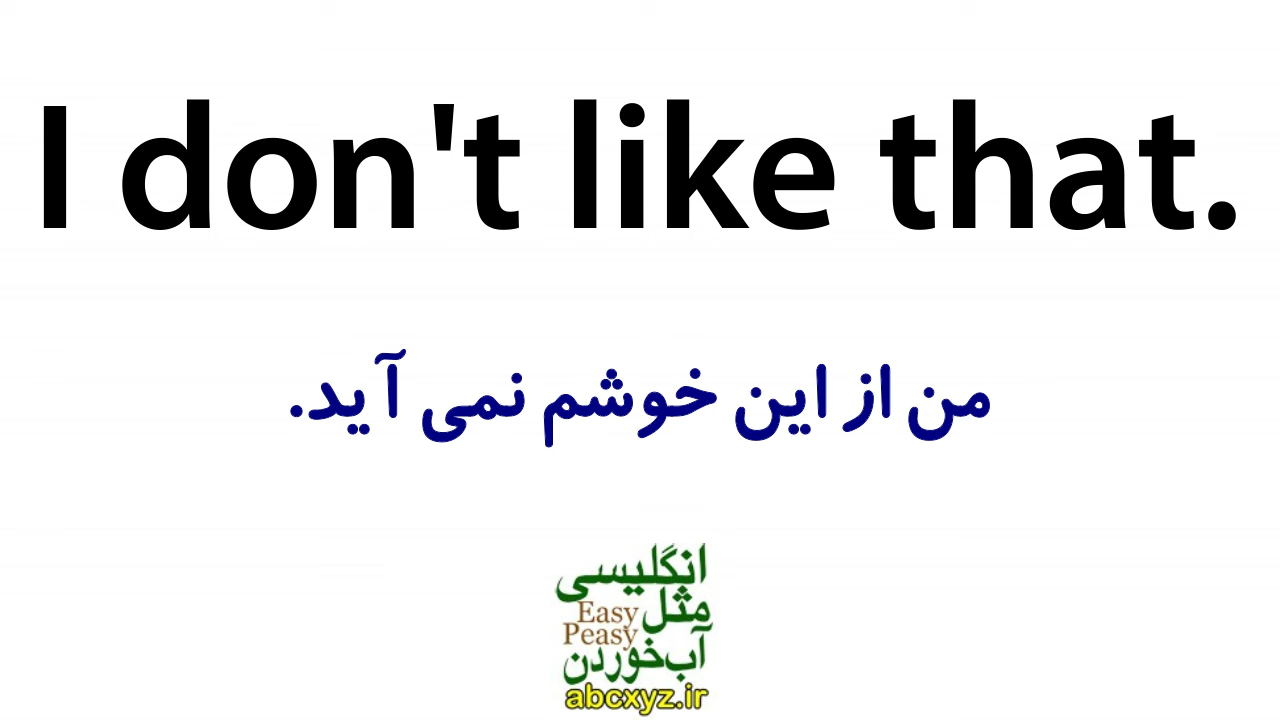 I don't like that.
من از این خوشم نمی آید.
انگلیسی
مثل Easy
Peasy
آب‌خوردن
abcxyz.ir